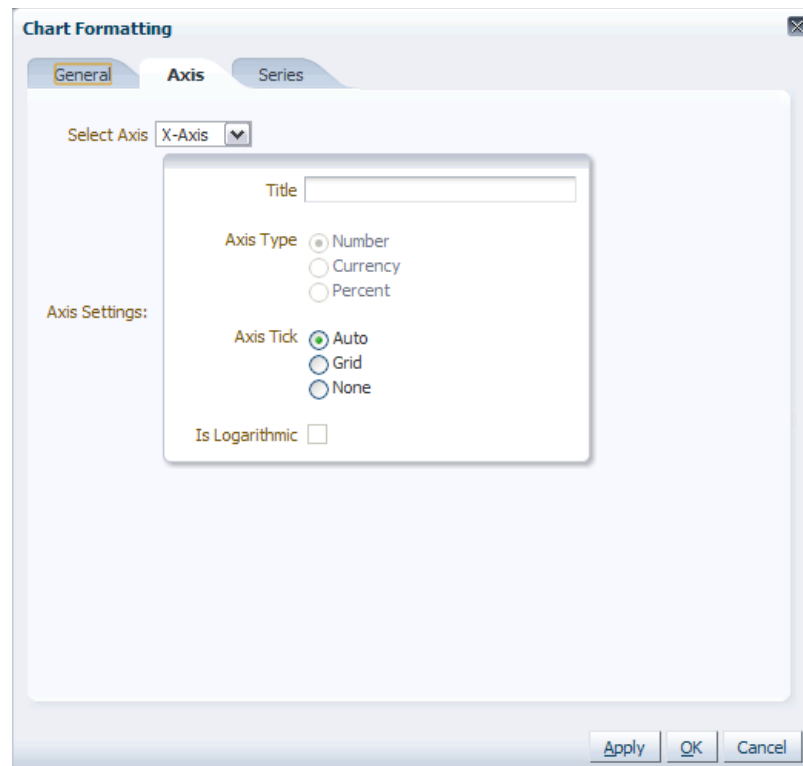 Chart Formatting
General Axis Series
Select Axis X-Axis
Title
Axis Type Number
Currency
Percent
Axis Settings:
Axis Tick Auto
Grid
None
Is Logarithmic
Apply OK Cancel